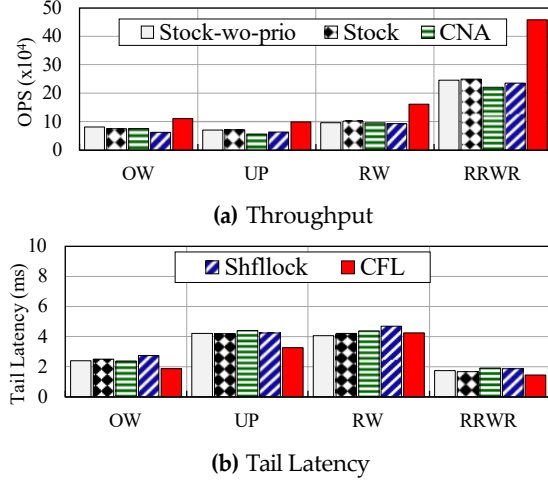 50
40
30
20
10
0
OPS (x10⁴)
Stock-wo-prio Stock CNA
OW UP RW RRWR
(a) Throughput
10
8
6
4
2
0
Tail Latency (ms)
Shfllock CFL
OW UP RW RRWR
(b) Tail Latency